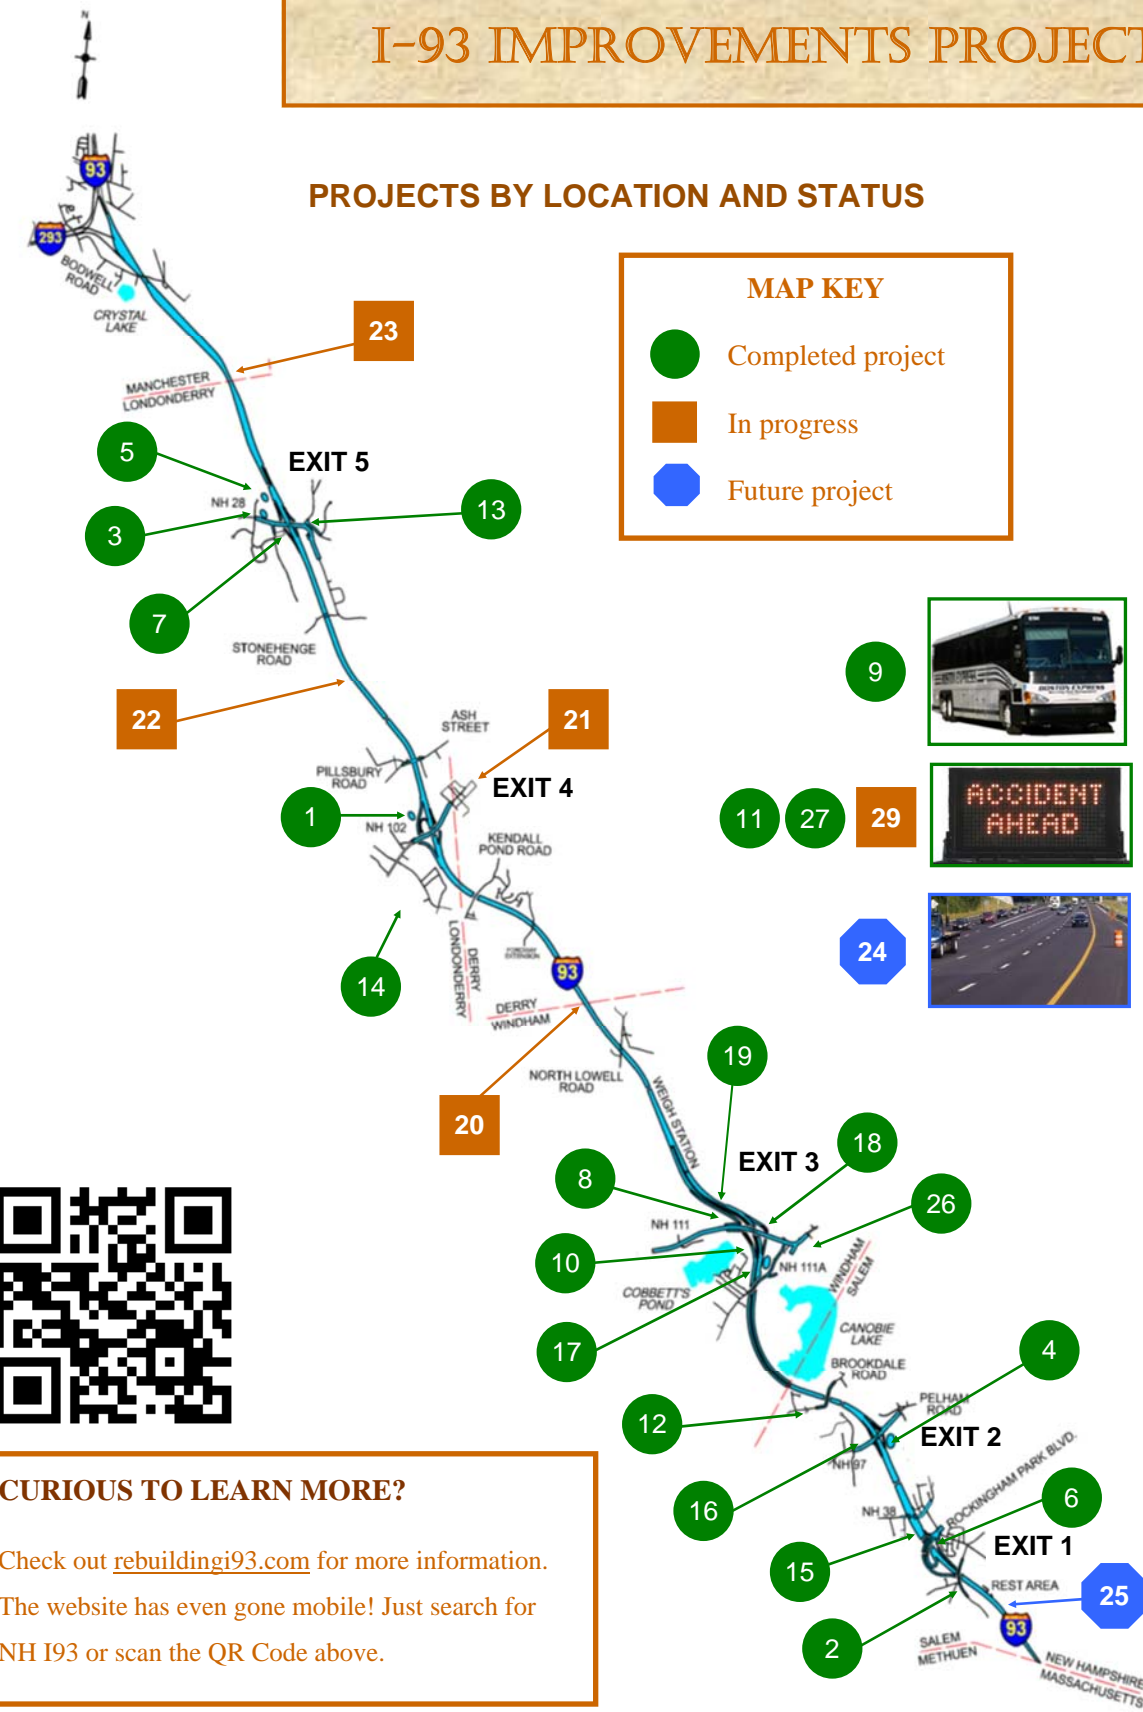 I-93 IMPROVEMENTS PROJECT
N
PROJECTS BY LOCATION AND STATUS
93
293
BODWELL
ROAD
CRYSTAL
LAKE
MAP KEY
Completed project
In progress
Future project
23
MANCHESTER
LONDONDERRY
5
EXIT 5
NH 28
13
3
7
STONEHENGE
ROAD
9
BOSTON EXPRESS
22
21
ASH
STREET
PILLSBURY
ROAD
EXIT 4
1
NH 102
KENDALL
POND ROAD
11
27
29
ACCIDENT
AHEAD
24
14
DERRY
LONDONDERRY
EXTENSION
93
DERRY
WINDHAM
NORTH LOWELL
ROAD
20
19
WEIGH STATION
EXIT 3
18
8
26
NH 111
10
NH 111A
WINDHAM
SALEM
COBBETT'S
POND
17
CANOBIE
LAKE
4
BROOKDALE
ROAD
12
PELHAM
ROAD
EXIT 2
NH 97
16
ROCKINGHAM PARK BLVD.
6
NH 38
EXIT 1
15
REST AREA
25
2
93
SALEM
METHUEN
NEW HAMPSHIRE
MASSACHUSETTS
CURIOUS TO LEARN MORE?
Check out rebuildingi93.com for more information.
The website has even gone mobile! Just search for
NH I93 or scan the QR Code above.